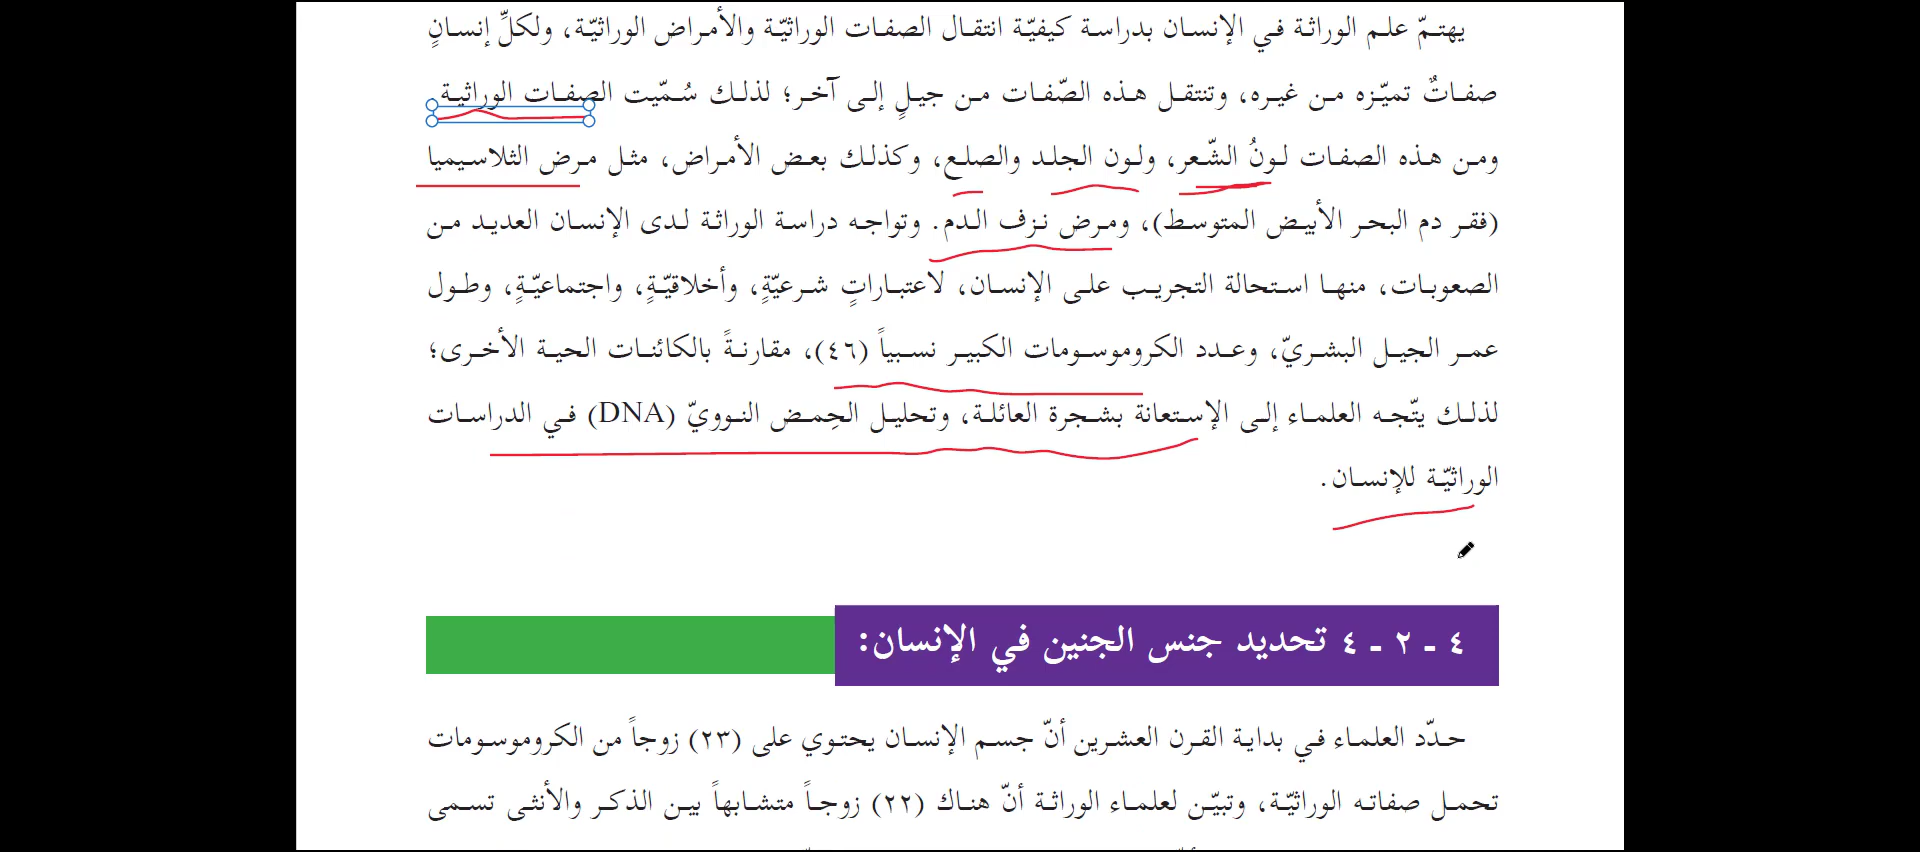 يهتمّ علم الوراثة في الإنسان بدراسة كيفيّة انتقال الصفات الوراثيّة والأمراض الوراثيّة، ولكلِّ إنسانٍ
صفاتٌ تميّزه من غيره، وتنتقل هذه الصّفات من جيلٍ إلى آخر؛ لذلك سُمّيت الصفات الوراثية.
ومن هذه الصفات لونُ الشّعر، ولون الجلد والصلع، وكذلك بعض الأمراض، مثل مرض الثلاسيميا
(فقر دم البحر الأبيض المتوسط)، ومرض نزف الدم. وتواجه دراسة الوراثة لدى الإنسان العديد من
الصعوبات، منها استحالة التجريب على الإنسان، لاعتباراتٍ شرعيّةٍ، وأخلاقيّةٍ، واجتماعيّةٍ، وطول
عمر الجيل البشريّ، وعدد الكروموسومات الكبير نسبياً (٤٦)، مقارنةً بالكائنات الحية الأخرى؛
لذلك يتّجه العلماء إلى الإستعانة بشجرة العائلة، وتحليل الحِمض النوويّ (DNA) في الدراسات
الوراثيّة للإنسان.
٤ - ٢ - ٤ تحديد جنس الجنين في الإنسان:
حدّد العلماء في بداية القرن العشرين أنّ جسم الإنسان يحتوي على (٢٣) زوجاً من الكروموسومات
تحمل صفاته الوراثيّة، وتبيّن لعلماء الوراثة أنّ هناك (٢٢) زوجاً متشابهاً بين الذكر والأنثى تسمى